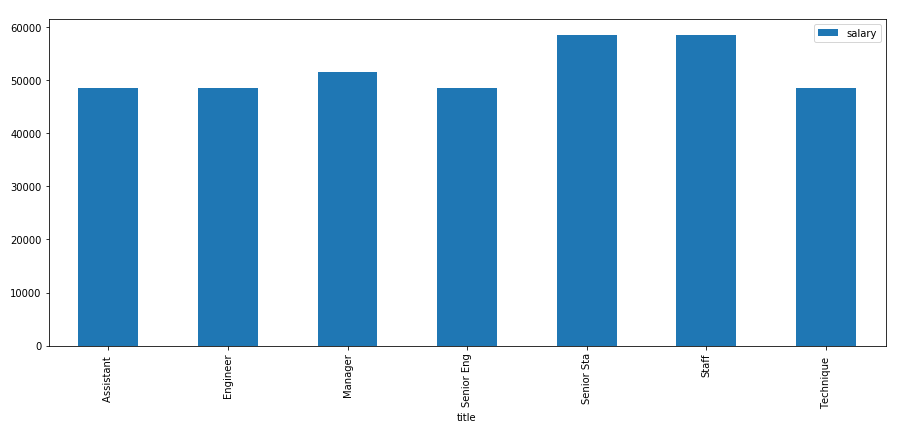 salary
60000
50000
40000
30000
20000
10000
0
Assistant
Engineer
Manager
Senior Eng
Senior Sta
Staff
Technique
title